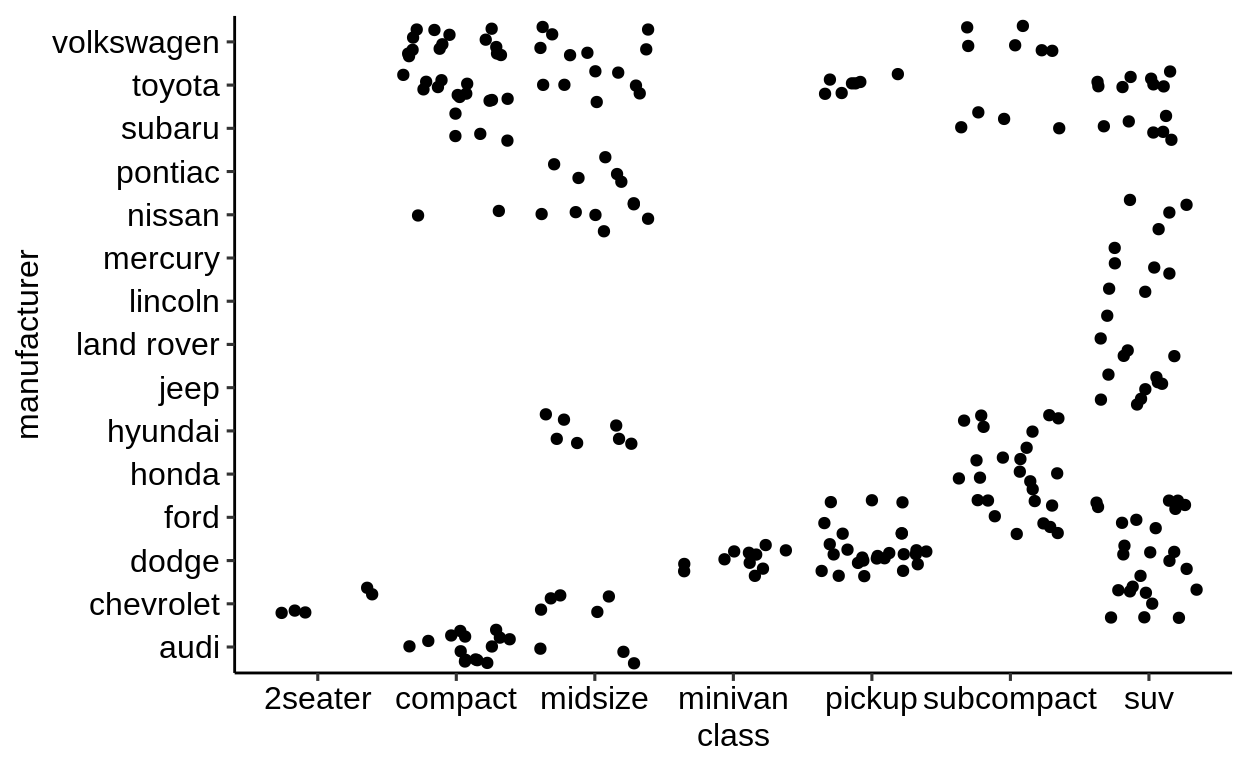 volkswagen
toyota
subaru
pontiac
nissan
mercury
lincoln
land rover
jeep
hyundai
honda
ford
dodge
chevrolet
audi
manufacturer
2seater compact midsize minivan pickup subcompact suv
class